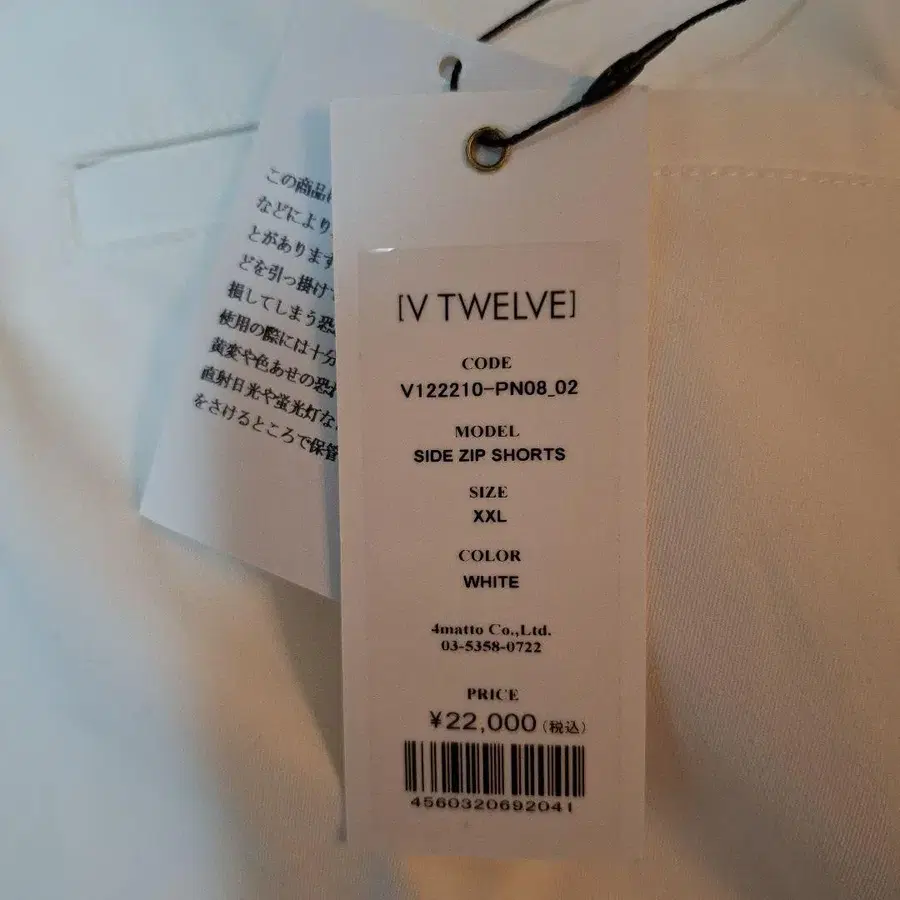 この商品
などにより
とがあります
どを引っ掛け
損してしまう恐
使用の際には十分
黄変や色あせの恐れ
直射日光や蛍光灯な
をさけるところで保管
[V TWELVE]
CODE
V122210-PN08_02
MODEL
SIDE ZIP SHORTS
SIZE
XXL
COLOR
WHITE
4matto Co.,Ltd.
03-5358-0722
PRICE
¥22,000(税込)
4560320692041